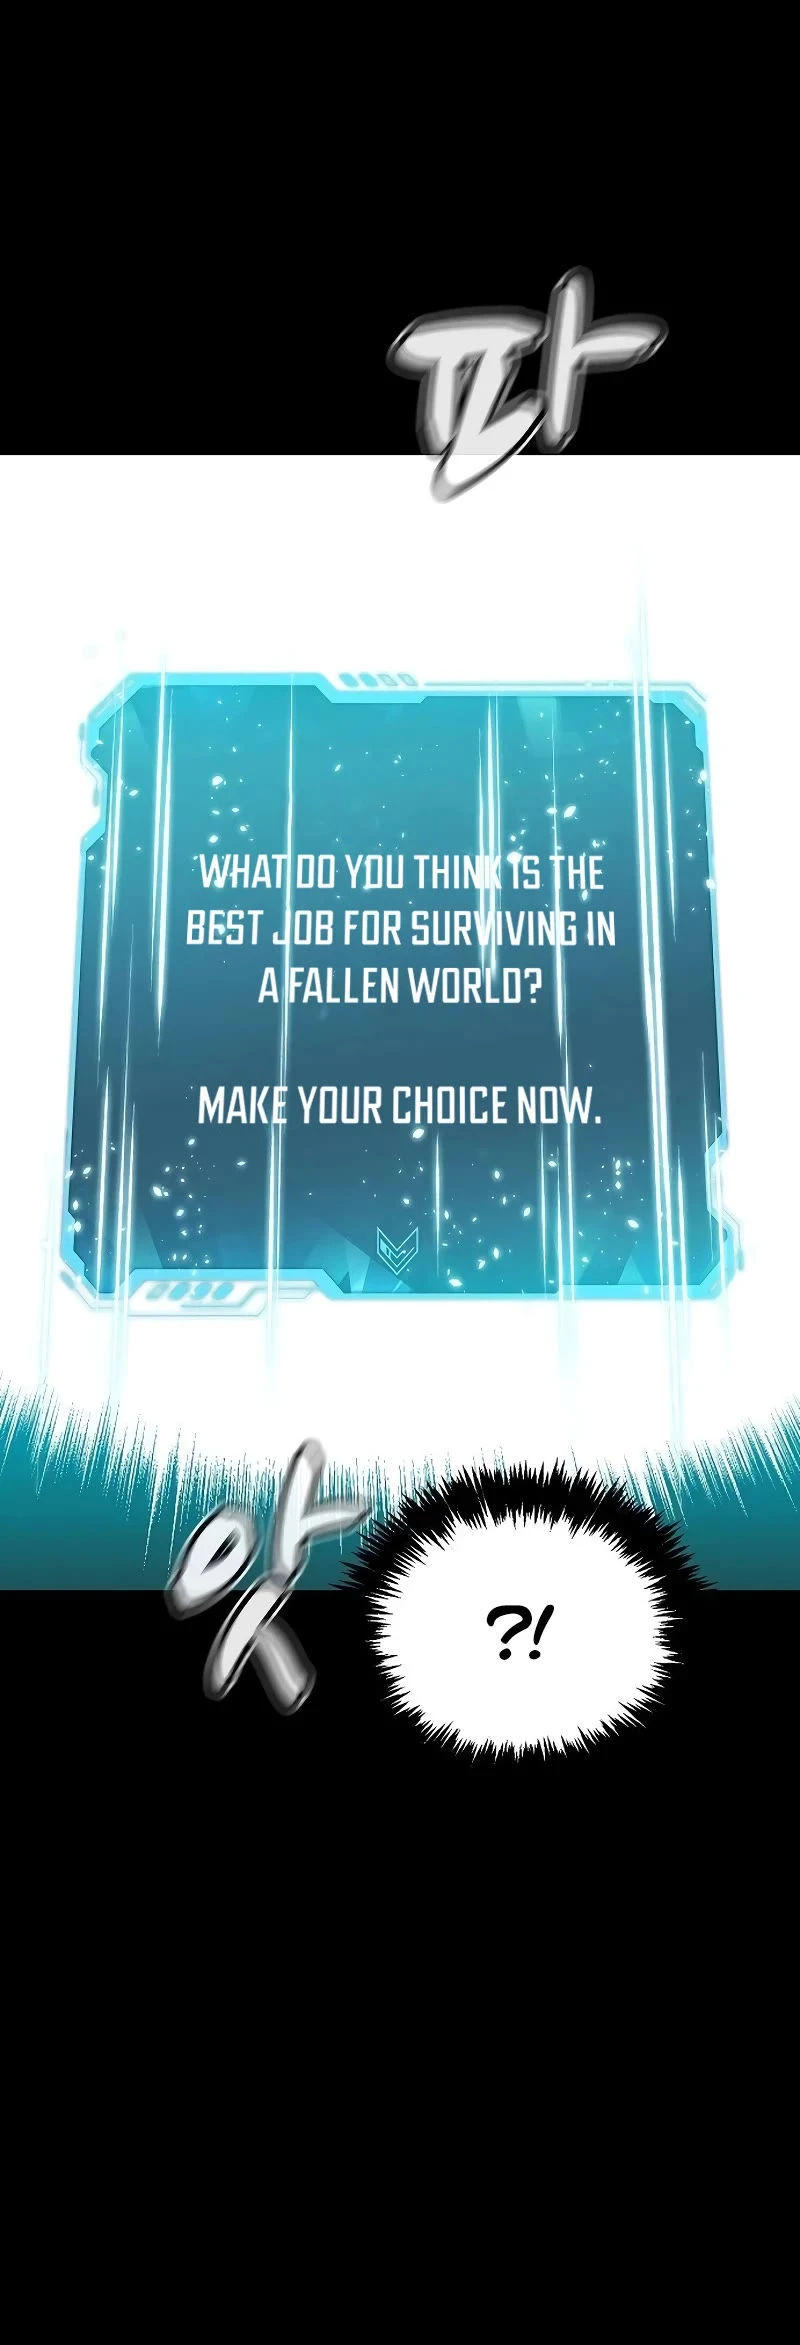 파
WHAT DO YOU THINK IS THE
BEST JOB FOR SURVIVING IN
A FALLEN WORLD?
MAKE YOUR CHOICE NOW.
앗
?!